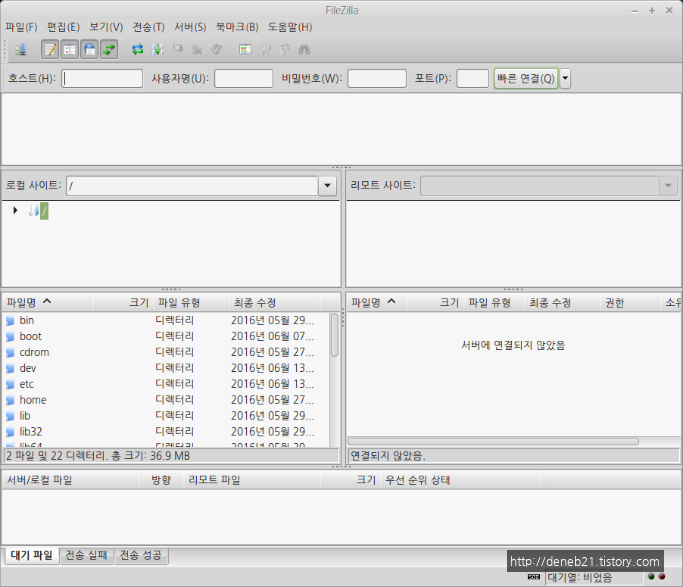 FileZilla
파일(F) 편집(E) 보기(V) 전송(T) 서버(S) 북마크(B) 도움말(H)
호스트(H): 사용자명(U): 비밀번호(W): 포트(P): 빠른 연결(Q)
로컬 사이트: /
리모트 사이트:
/
파일명 크기 파일 유형 최종 수정
bin 디렉터리 2016년 05월 29...
boot 디렉터리 2016년 06월 07...
cdrom 디렉터리 2016년 05월 27...
dev 디렉터리 2016년 06월 13...
etc 디렉터리 2016년 06월 13...
home 디렉터리 2016년 05월 27...
lib 디렉터리 2016년 05월 29...
lib32 디렉터리 2016년 05월 29...
lib64 디렉터리 2016년 05월 29...
2 파일 및 22 디렉터리. 총 크기: 36.9 MB
파일명 크기 파일 유형 최종 수정 권한 소유
서버에 연결되지 않았음
연결되지 않았음.
서버/로컬 파일 방향 리모트 파일 크기 우선 순위 상태
대기 파일 전송 실패 전송 성공
http://deneb21.tistory.com
대기열: 비었음